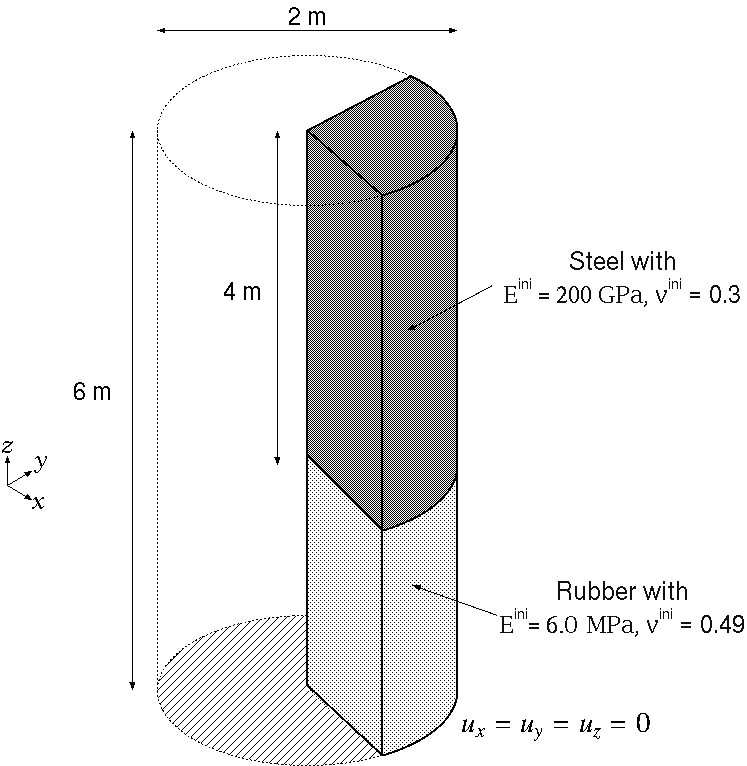 2 m
Steel with
E^ini = 200 GPa, ν^ini = 0.3
4 m
6 m
z
y
x
Rubber with
E^ini= 6.0 MPa, ν^ini = 0.49
u_x = u_y = u_z = 0